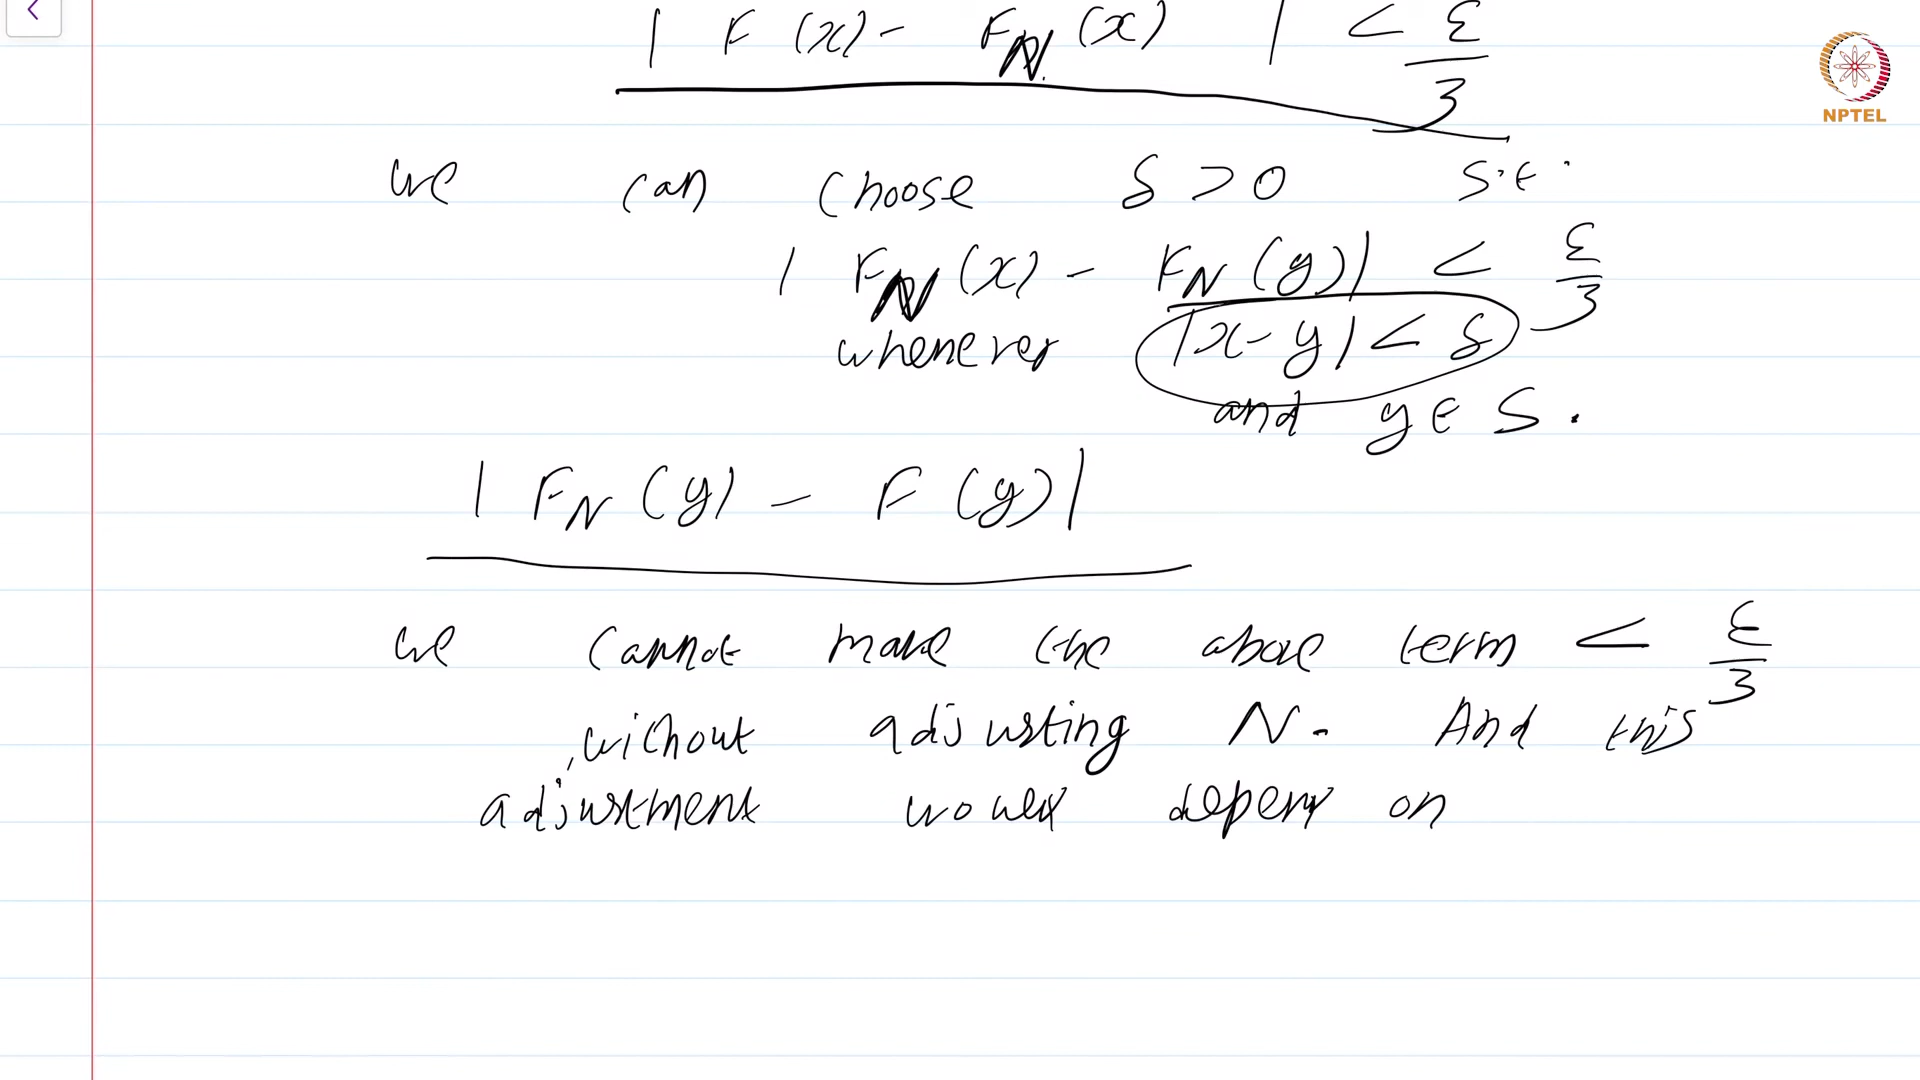 | F(x) - F_N(x) | < ε/3
NPTEL
we can choose δ > 0 s.t.
| F_N(x) - F_N(y)| < ε/3
whenever |x-y| < δ
and y ∈ S.
| F_N(y) - F(y)|
we cannot make the above term < ε/3
without adjusting N. And this
adjustment would depend on